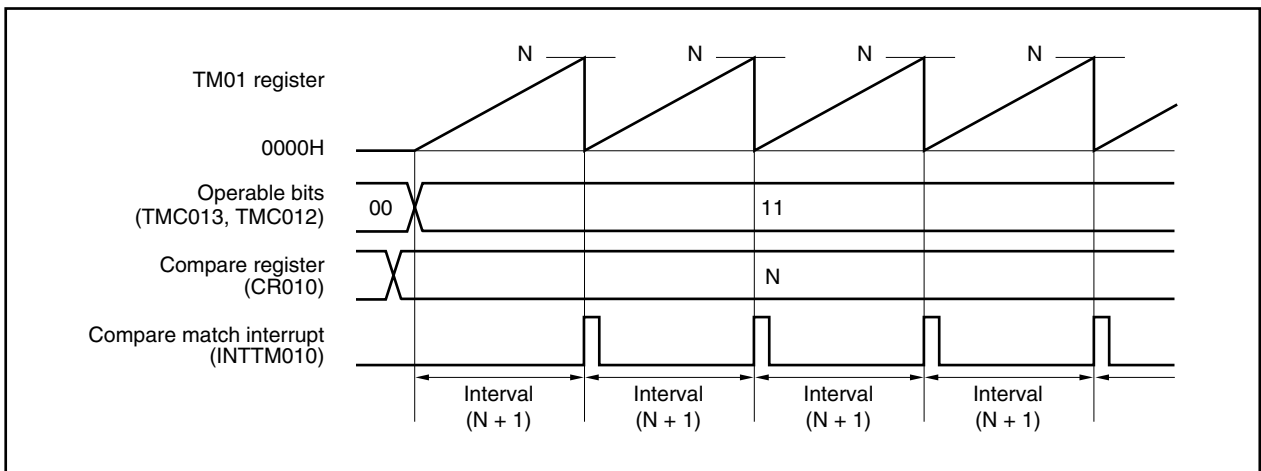 N N N N
TM01 register
0000H
Operable bits
(TMC013, TMC012)
00 11
Compare register
(CR010)
N
Compare match interrupt
(INTTM010)
Interval Interval Interval Interval
(N + 1) (N + 1) (N + 1) (N + 1)